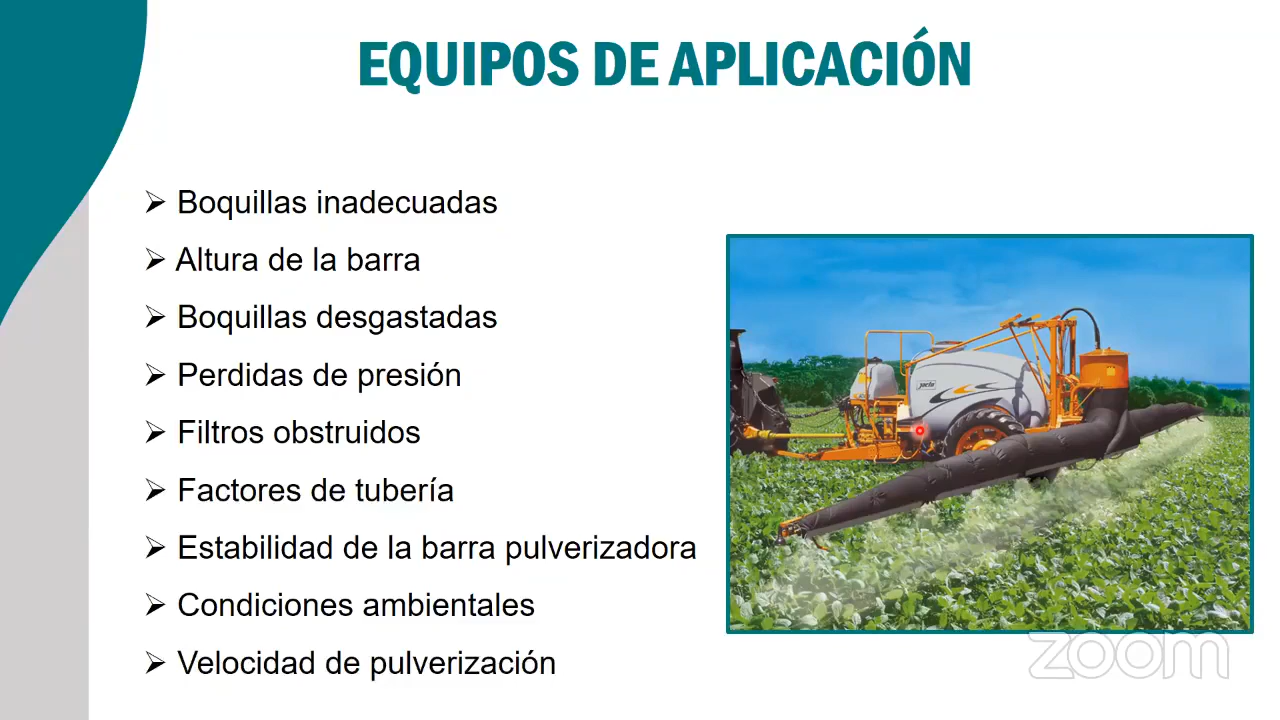 EQUIPOS DE APLICACIÓN
Boquillas inadecuadas
Altura de la barra
Boquillas desgastadas
Perdidas de presión
Filtros obstruidos
Factores de tubería
Estabilidad de la barra pulverizadora
Condiciones ambientales
Velocidad de pulverización
zoom